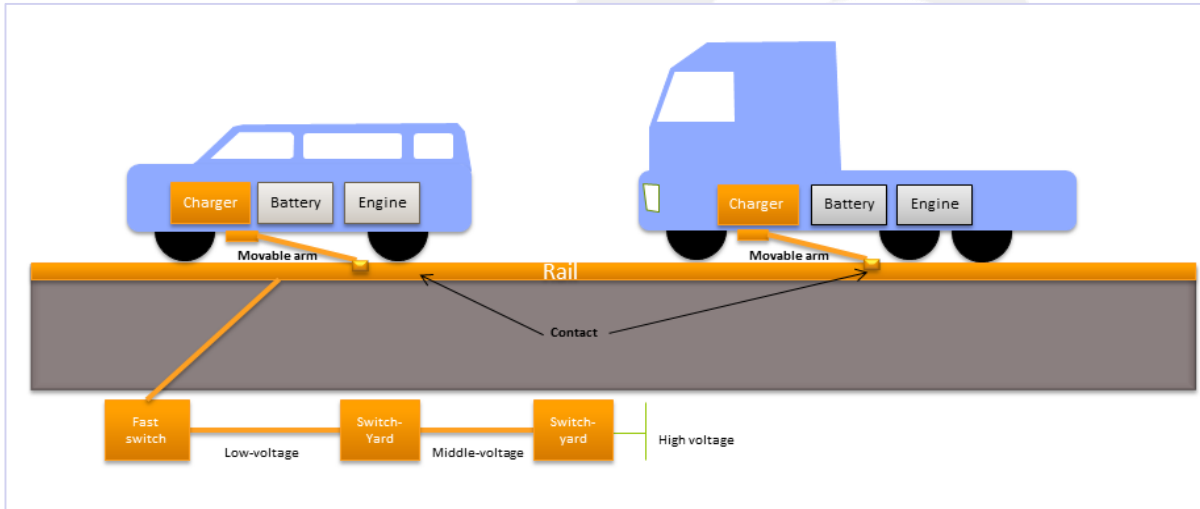 Charger
Battery
Engine
Charger
Battery
Engine
Movable arm
Movable arm
Rail
Contact
Fast
switch
Switch-
Yard
Switch-
yard
High voltage
Low-voltage
Middle-voltage